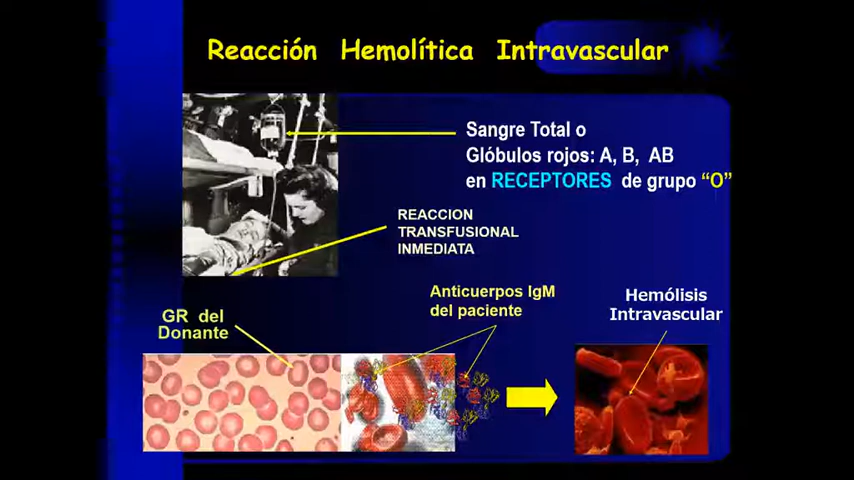 Reacción Hemolítica Intravascular
Sangre Total o
Glóbulos rojos: A, B, AB
en RECEPTORES de grupo “O”
REACCION
TRANSFUSIONAL
INMEDIATA
Anticuerpos IgM
del paciente
Hemólisis
Intravascular
GR del
Donante